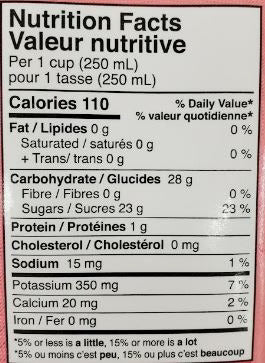 Nutrition Facts
Valeur nutritive
Per 1 cup (250 mL)
pour 1 tasse (250 mL)
Calories 110
% Daily Value*
% valeur quotidienne*
Fat / Lipides 0 g 0 %
Saturated / saturés 0 g
+ Trans / trans 0 g 0 %
Carbohydrate / Glucides 28 g
Fibre / Fibres 0 g 0 %
Sugars / Sucres 23 g 23 %
Protein / Protéines 1 g
Cholesterol / Cholestérol 0 mg
Sodium 15 mg 1 %
Potassium 350 mg 7 %
Calcium 20 mg 2 %
Iron / Fer 0 mg 0 %
*5% or less is a little, 15% or more is a lot
*5% ou moins c'est peu, 15% ou plus c'est beaucoup